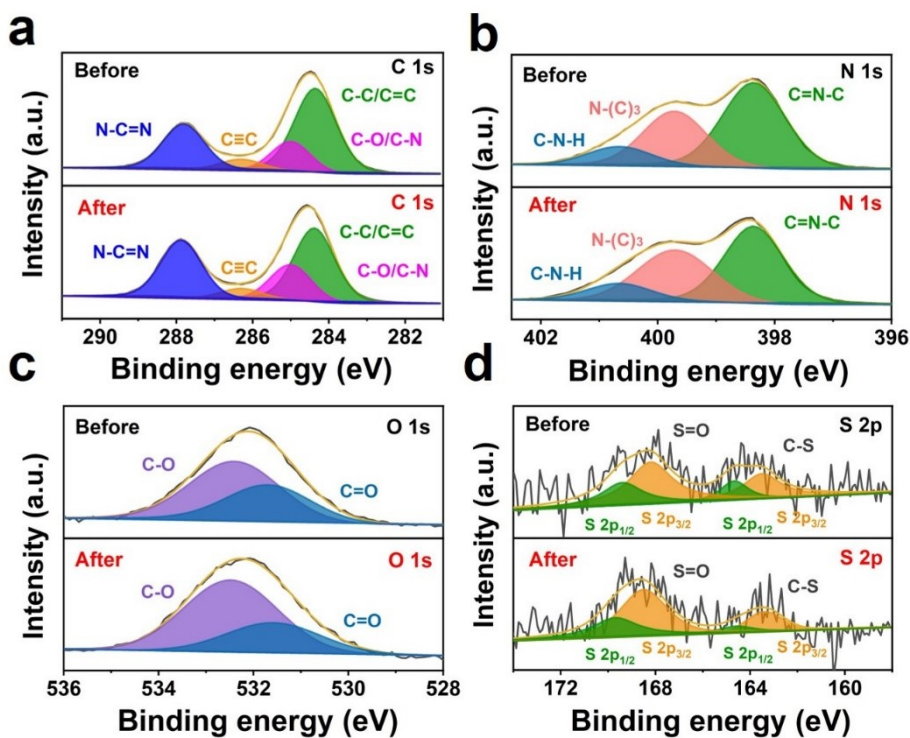 a
Before
C 1s
N-C=N
C≡C
C-C/C=C
C-O/C-N
After
C 1s
N-C=N
C≡C
C-C/C=C
C-O/C-N
Intensity (a.u.)
290 288 286 284 282
Binding energy (eV)
b
Before
N 1s
C-N-H
N-(C)₃
C=N-C
After
N 1s
C-N-H
N-(C)₃
C=N-C
Intensity (a.u.)
402 400 398 396
Binding energy (eV)
c
Before
O 1s
C-O
C=O
After
O 1s
C-O
C=O
Intensity (a.u.)
536 534 532 530 528
Binding energy (eV)
d
Before
S 2p
S=O
C-S
S 2p₁/₂ S 2p₃/₂ S 2p₁/₂ S 2p₃/₂
After
S 2p
S=O
C-S
S 2p₁/₂ S 2p₃/₂ S 2p₁/₂ S 2p₃/₂
Intensity (a.u.)
172 168 164 160
Binding energy (eV)